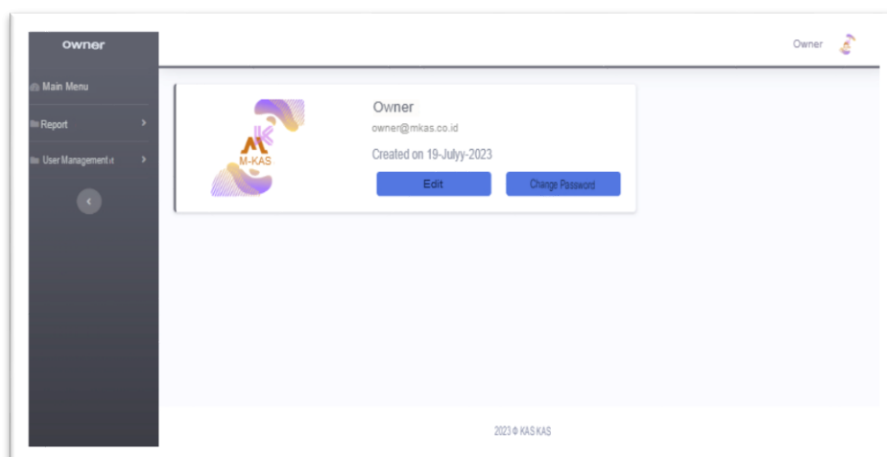 Owner
Owner
Main Menu
Report
User Management
M-KAS
Owner
owner@mkas.co.id
Created on 19-Julyy-2023
Edit
Change Password
2023 © KAS KAS